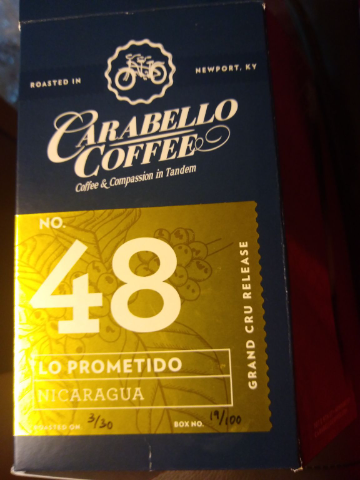 ROASTED IN NEWPORT, KY
CARABELLO
COFFEE
Coffee & Compassion in Tandem
NO.
48
GRAND CRU RELEASE
LO PROMETIDO
NICARAGUA
ROASTED ON 3/30 BOX NO. 19/100